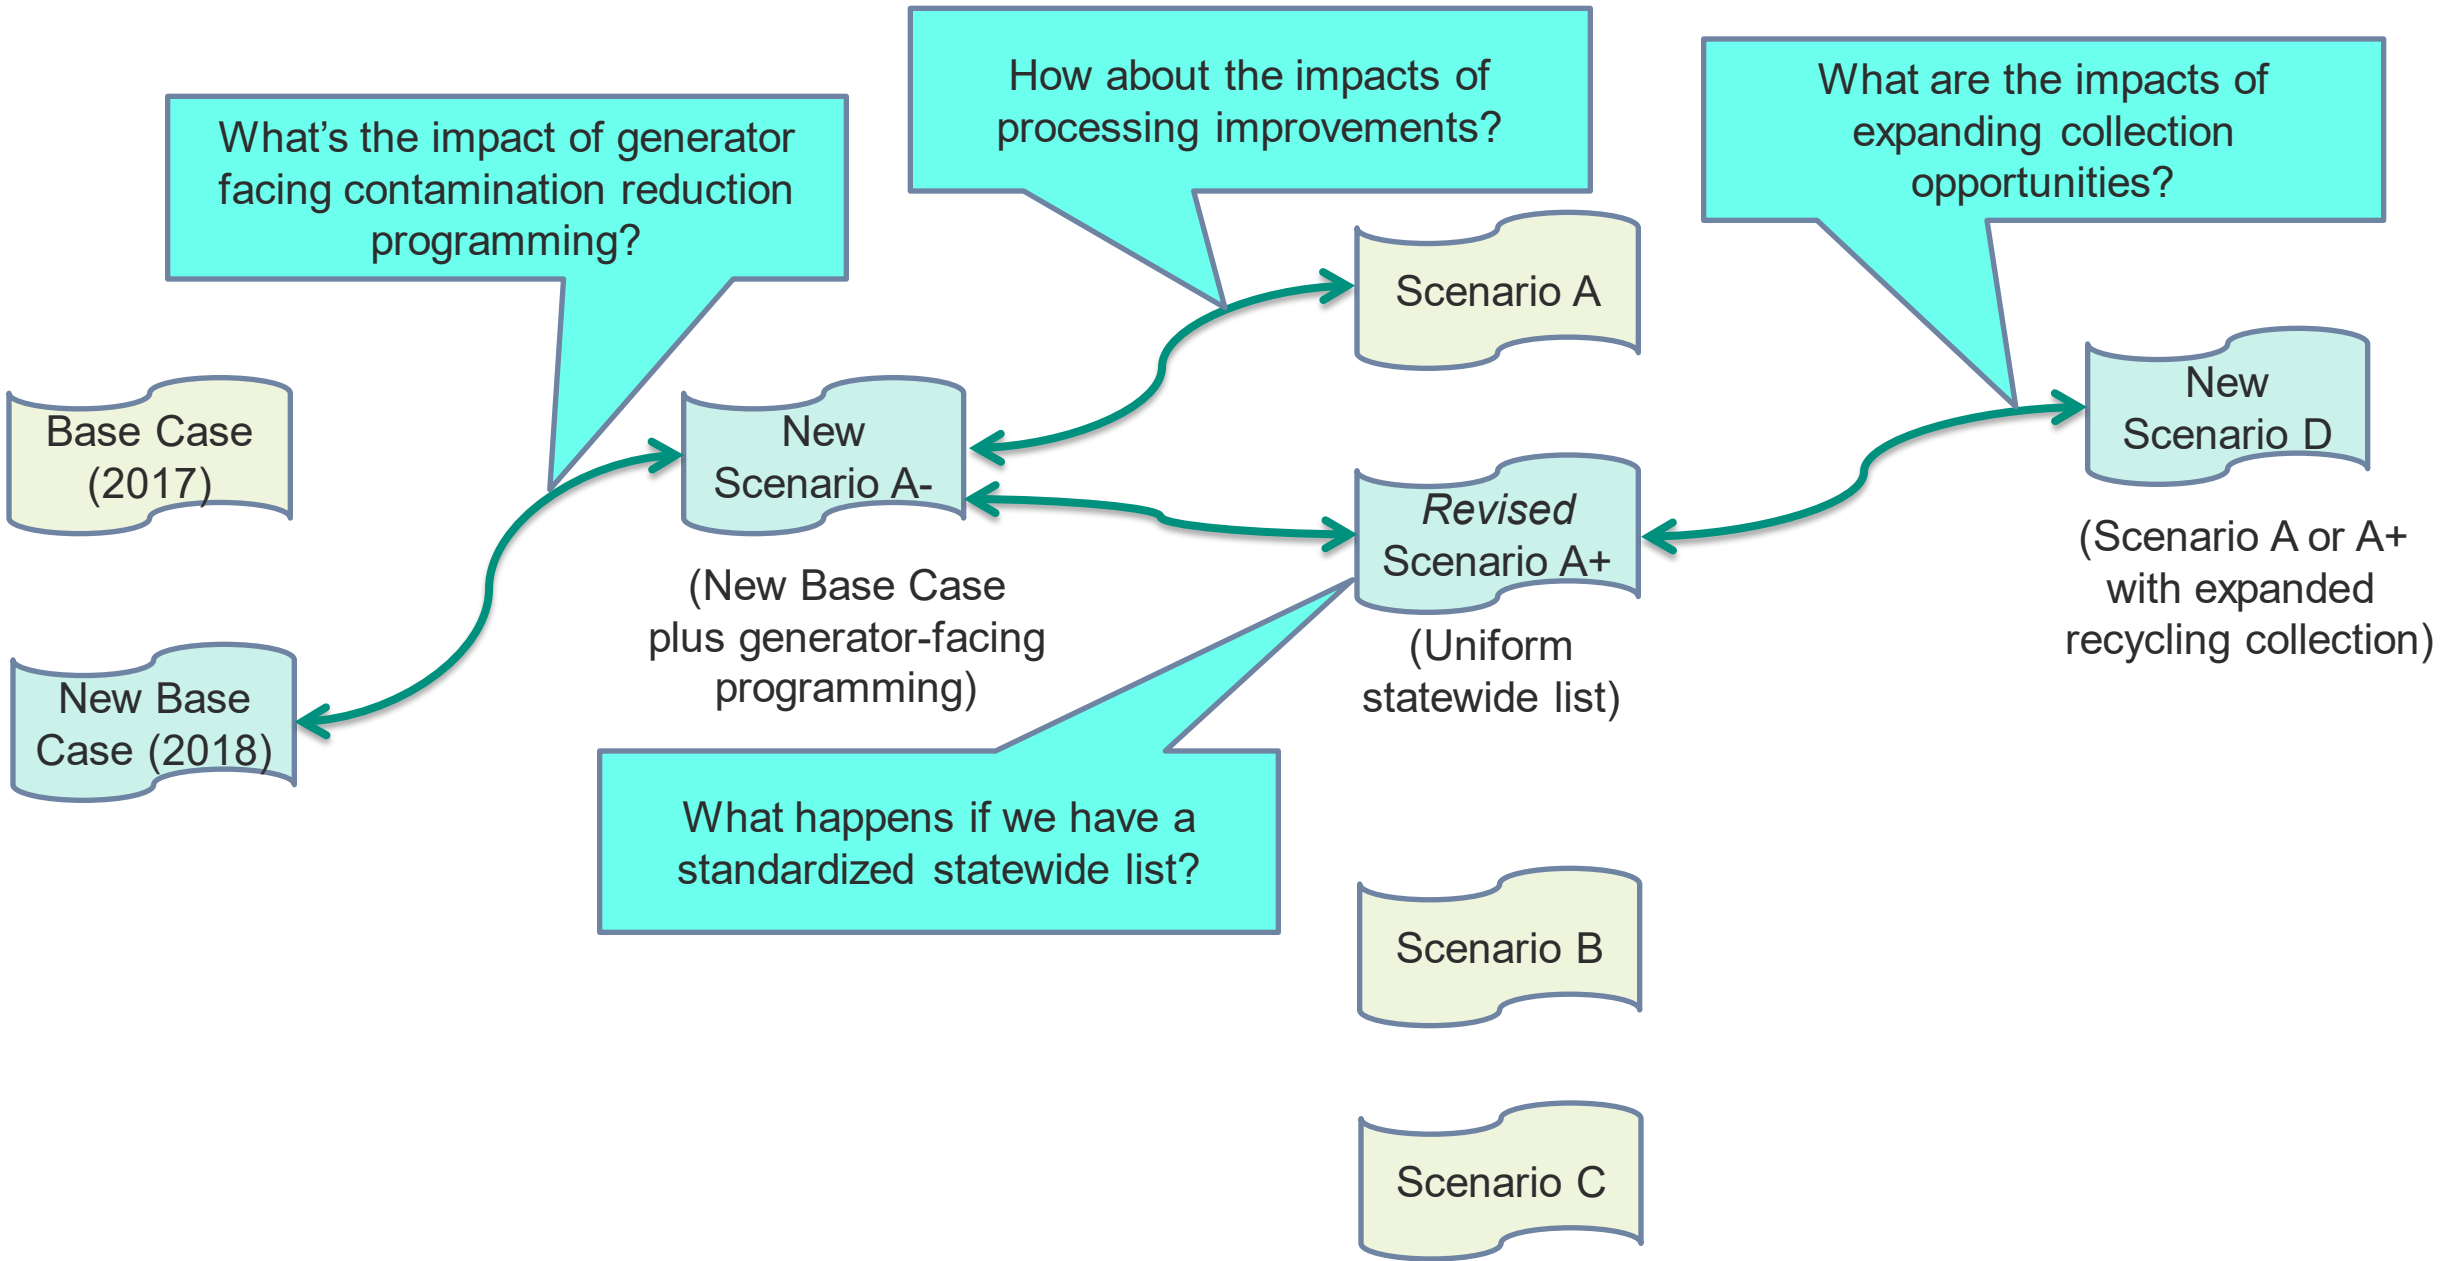 How about the impacts of
processing improvements?
What are the impacts of
expanding collection
opportunities?
What’s the impact of generator
facing contamination reduction
programming?
Scenario A
Base Case
(2017)
New
Scenario A-
New
Scenario D
Revised
Scenario A+
(Scenario A or A+
with expanded
recycling collection)
(New Base Case
plus generator-facing
programming)
(Uniform
statewide list)
New Base
Case (2018)
What happens if we have a
standardized statewide list?
Scenario B
Scenario C